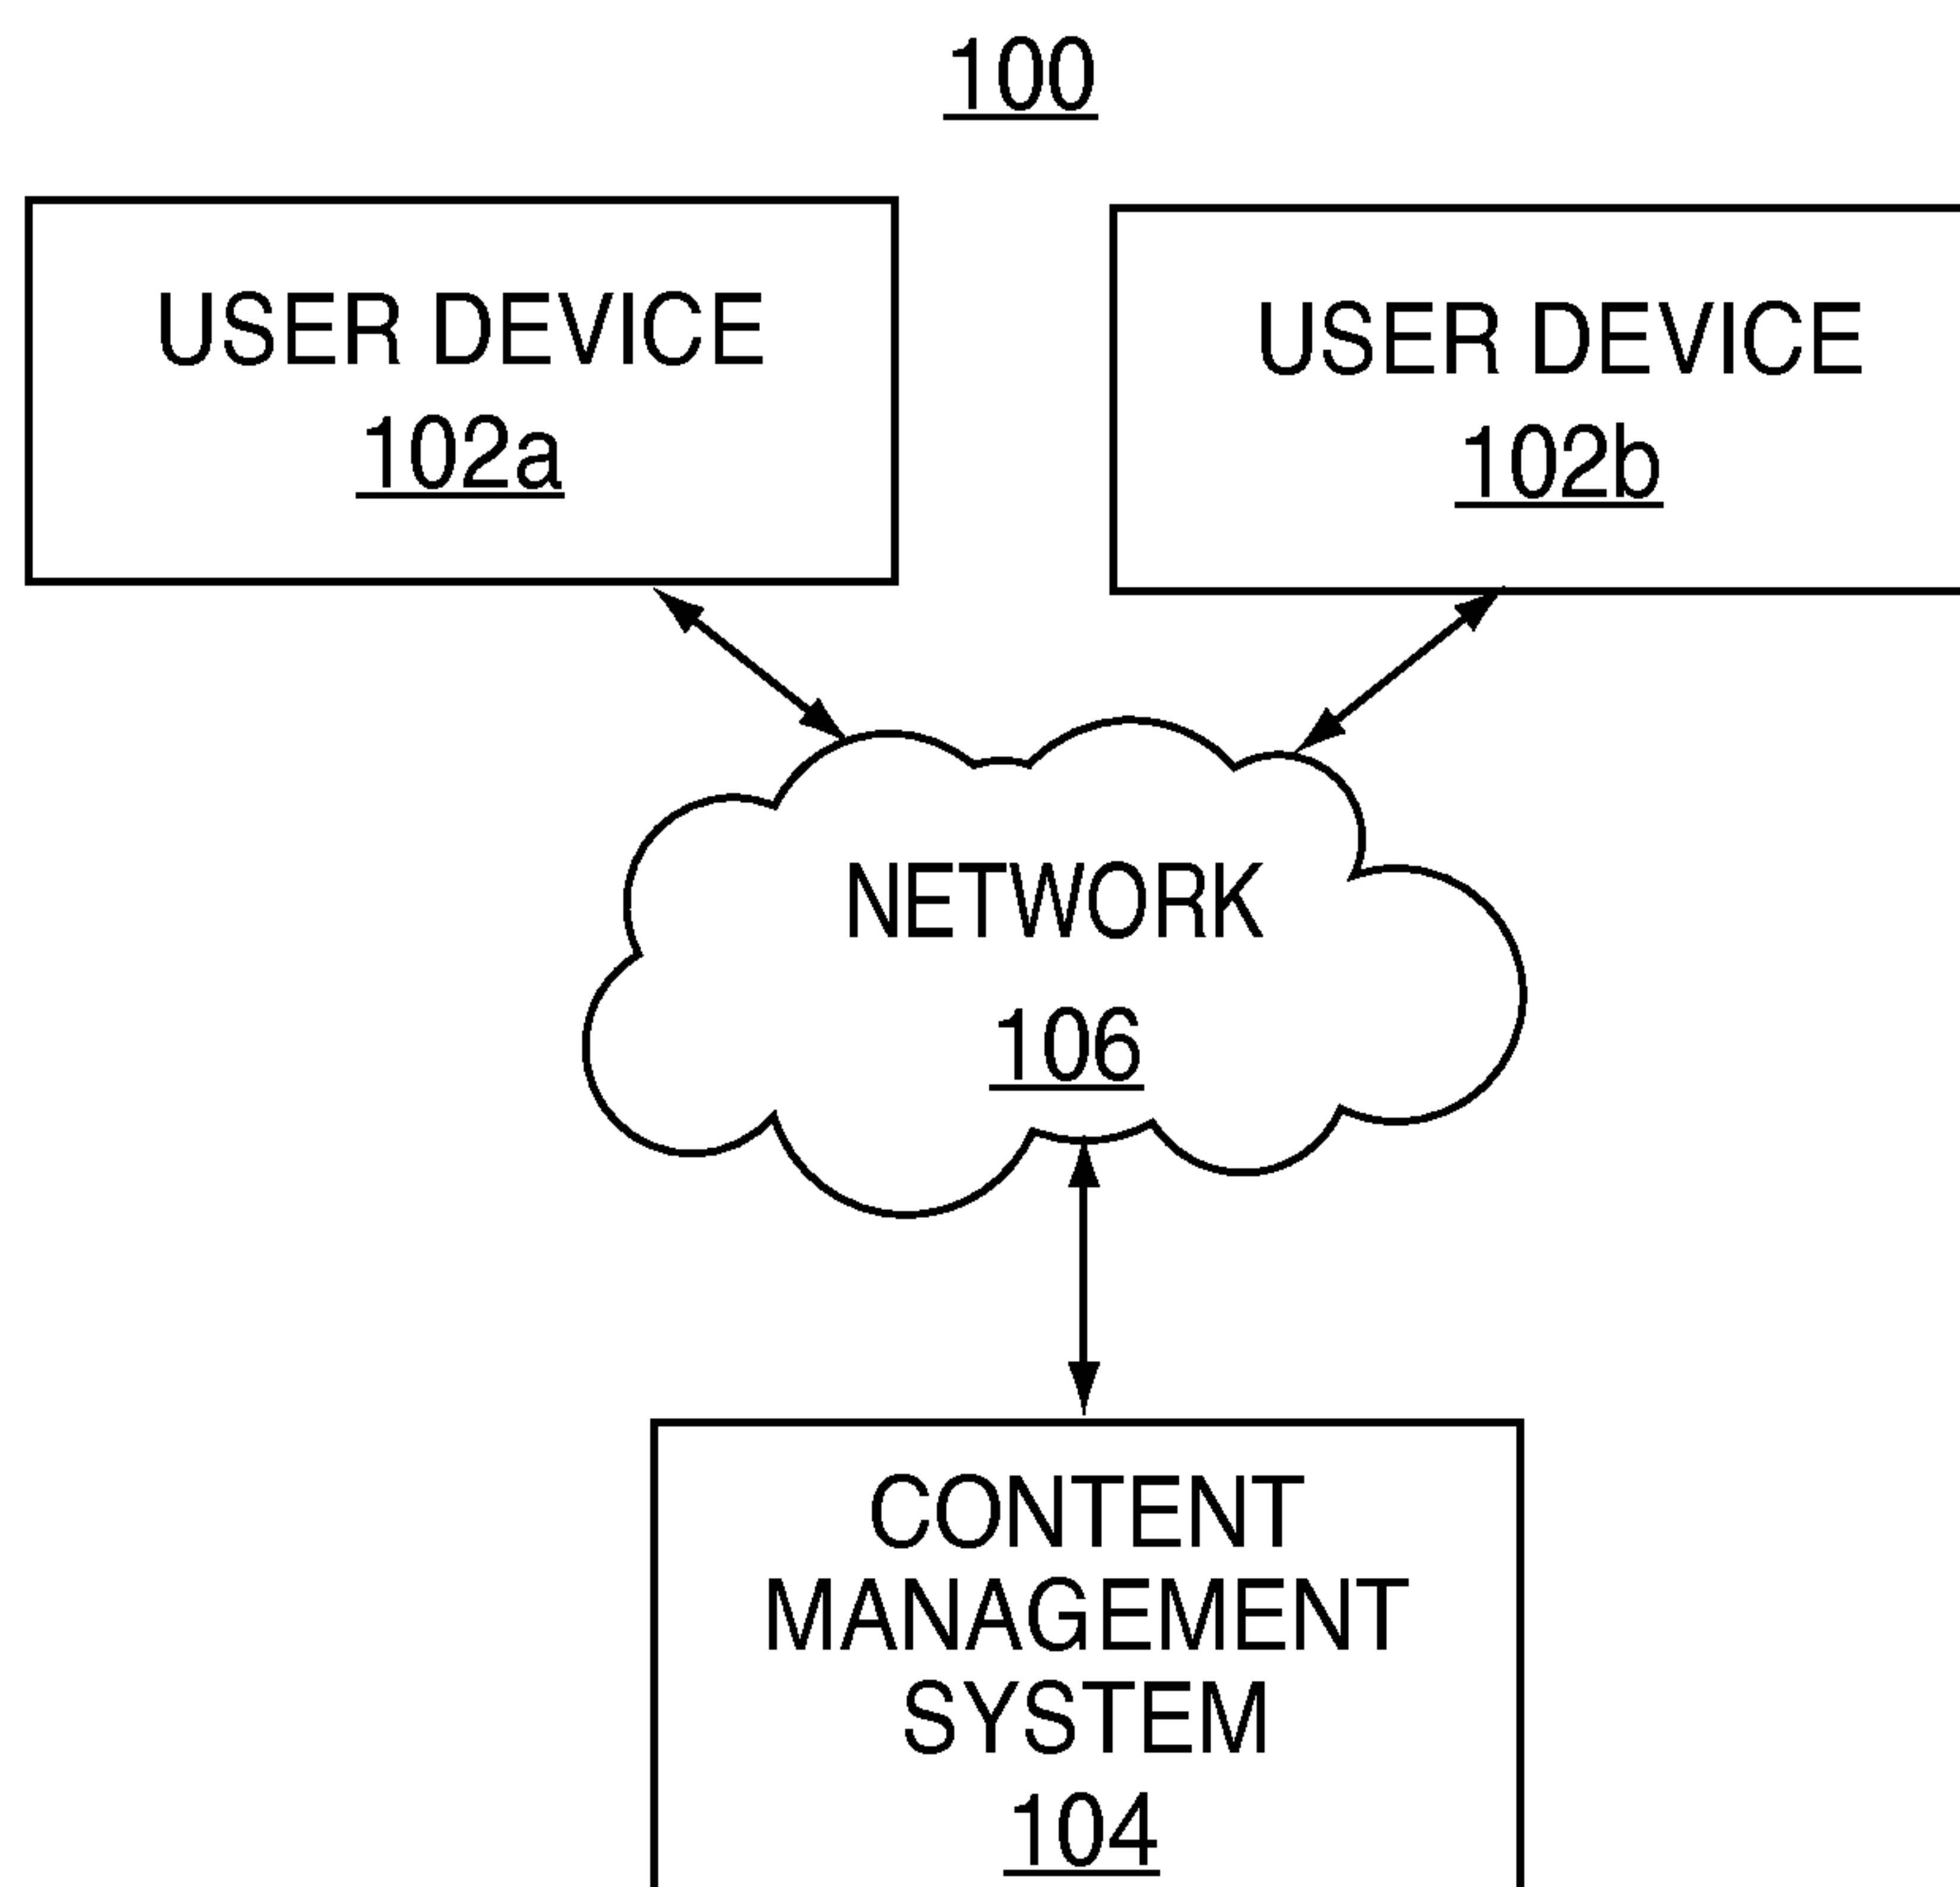 100
USER DEVICE
102a
USER DEVICE
102b
NETWORK
106
CONTENT
MANAGEMENT
SYSTEM
104